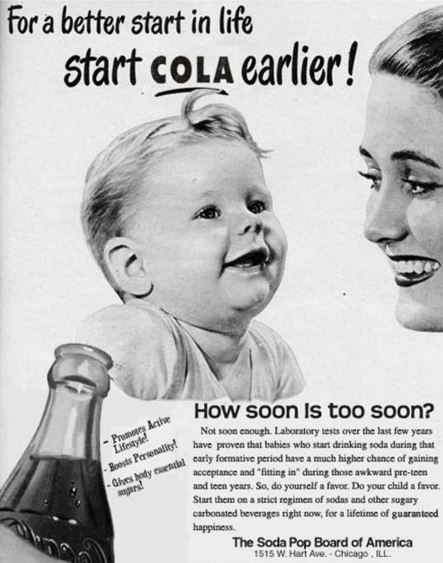 For a better start in life
start COLA earlier!
- Promotes Active
Lifestyle!
- Boosts Personality!
- Gives body essential
sugars!
How soon is too soon?
Not soon enough. Laboratory tests over the last few years
have proven that babies who start drinking soda during that
early formative period have a much higher chance of gaining
acceptance and "fitting in" during those awkward pre-teen
and teen years. So, do yourself a favor. Do your child a favor.
Start them on a strict regimen of sodas and other sugary
carbonated beverages right now, for a lifetime of guaranteed
happiness.
The Soda Pop Board of America
1515 W. Hart Ave. - Chicago , ILL.